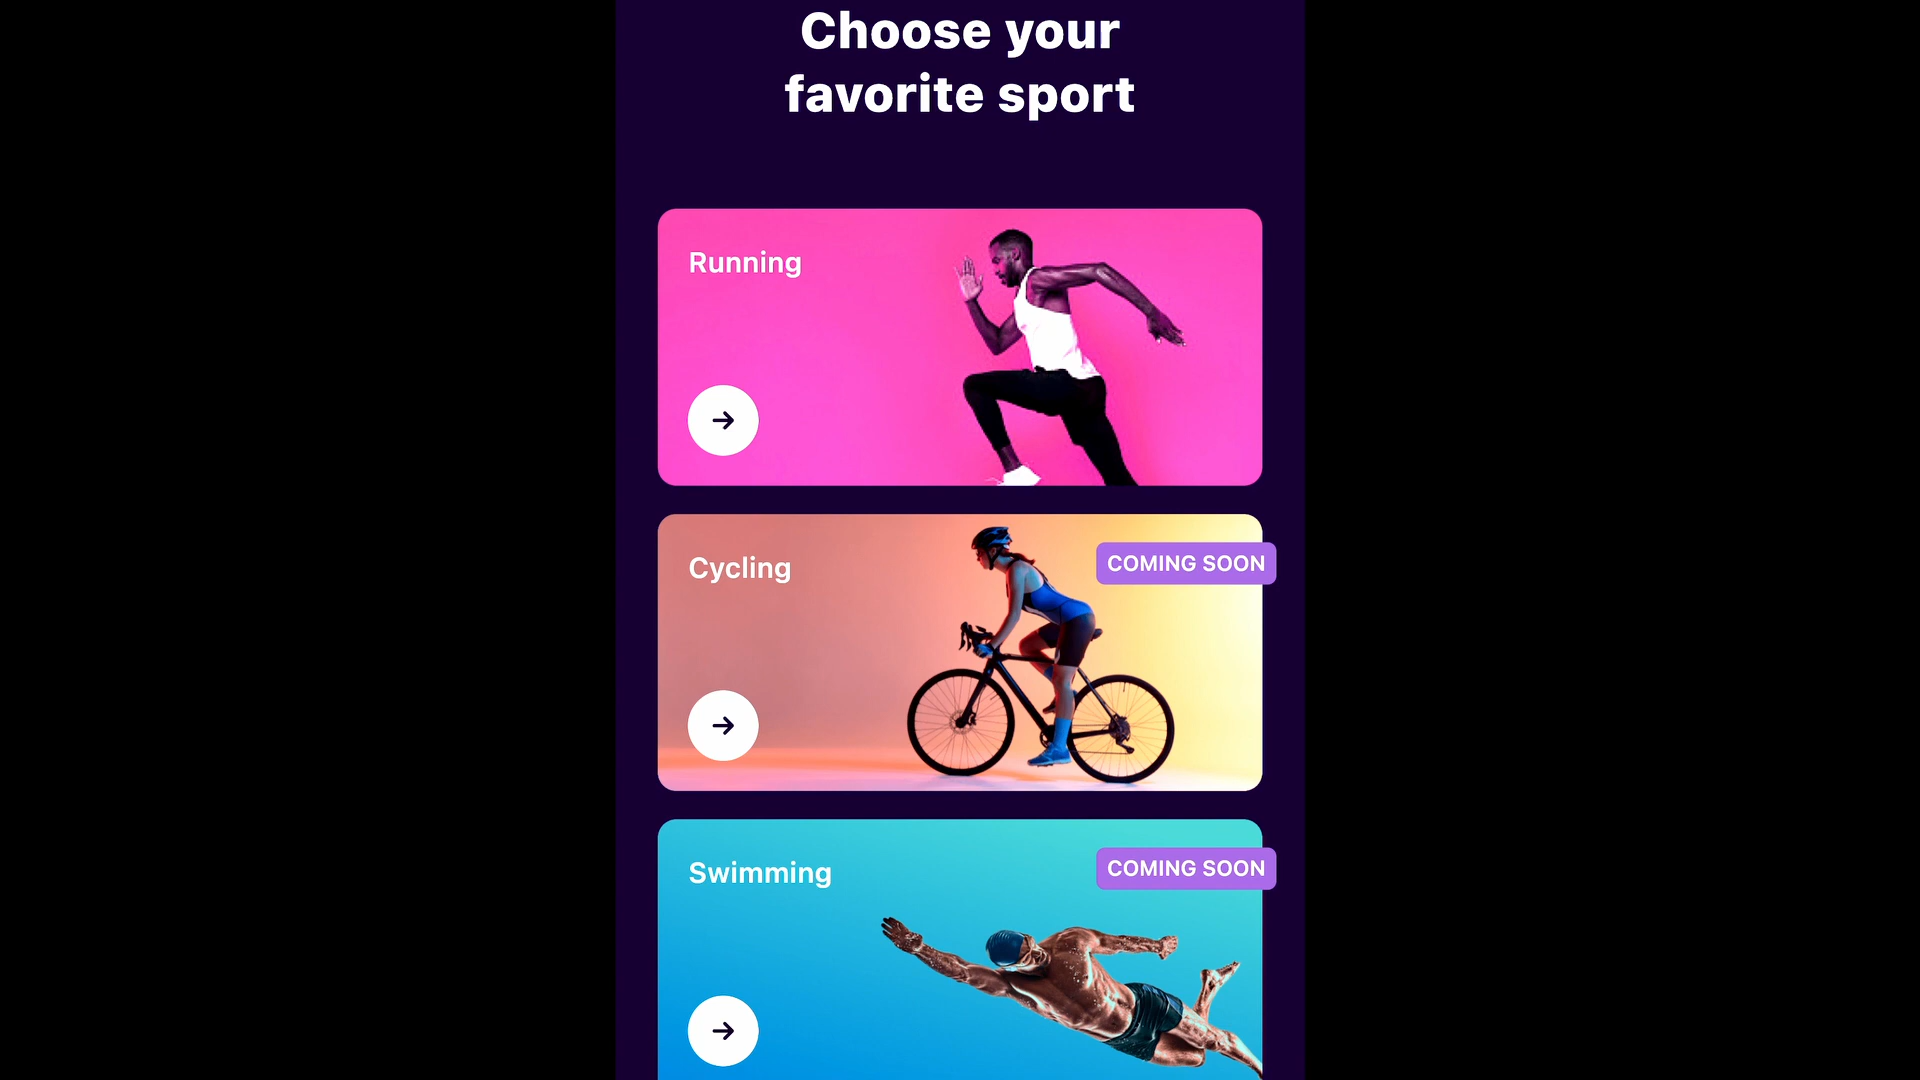 Choose your
favorite sport
Running
Cycling
COMING SOON
Swimming
COMING SOON